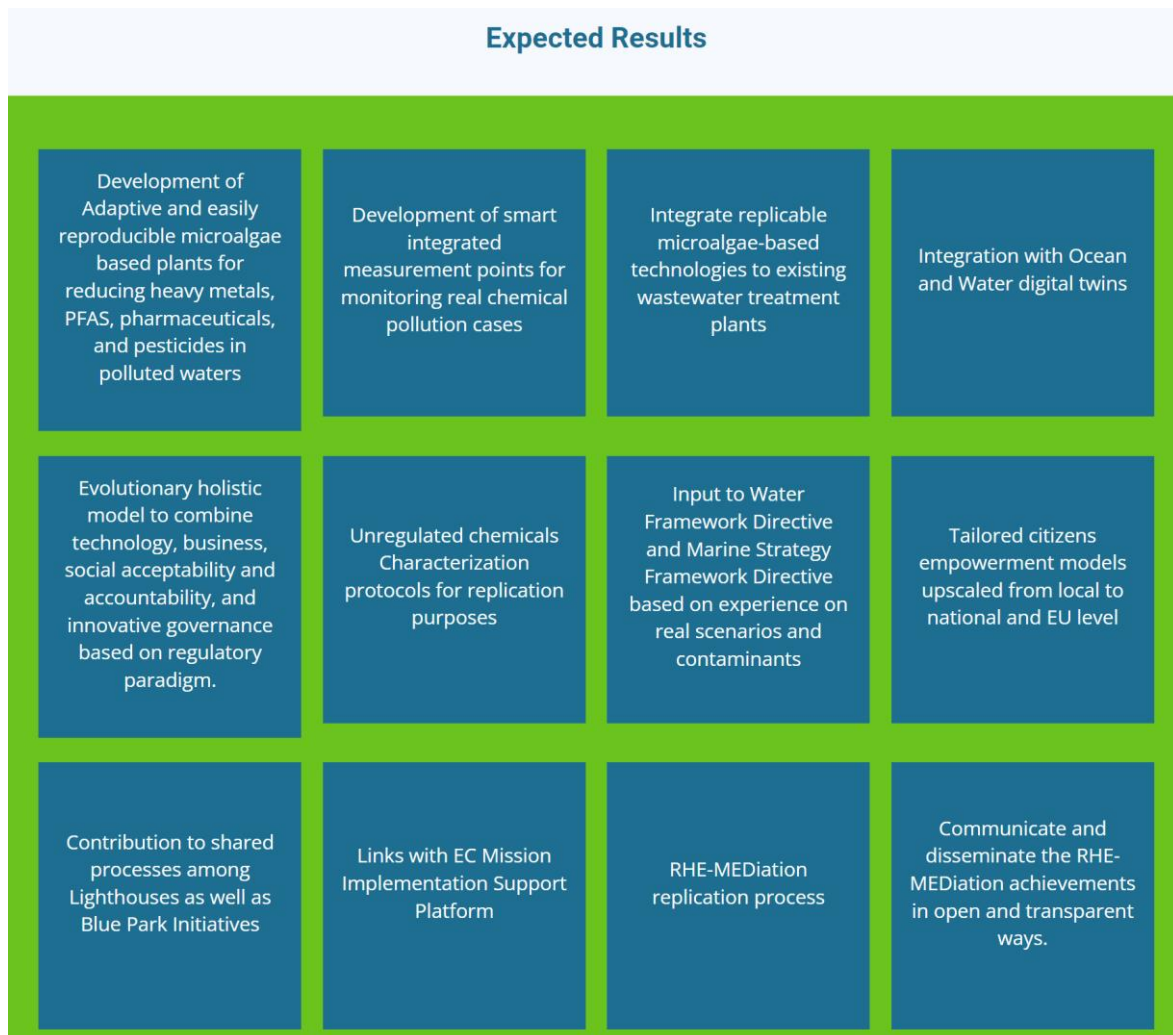 Expected Results
Development of
Adaptive and easily
reproducible microalgae
based plants for
reducing heavy metals,
PFAS, pharmaceuticals,
and pesticides in
polluted waters
Development of smart
integrated
measurement points for
monitoring real chemical
pollution cases
Integrate replicable
microalgae-based
technologies to existing
wastewater treatment
plants
Integration with Ocean
and Water digital twins
Evolutionary holistic
model to combine
technology, business,
social acceptability and
accountability, and
innovative governance
based on regulatory
paradigm.
Unregulated chemicals
Characterization
protocols for replication
purposes
Input to Water
Framework Directive
and Marine Strategy
Framework Directive
based on experience on
real scenarios and
contaminants
Tailored citizens
empowerment models
upscaled from local to
national and EU level
Contribution to shared
processes among
Lighthouses as well as
Blue Park Initiatives
Links with EC Mission
Implementation Support
Platform
RHE-MEDiation
replication process
Communicate and
disseminate the RHE-
MEDiation achievements
in open and transparent
ways.